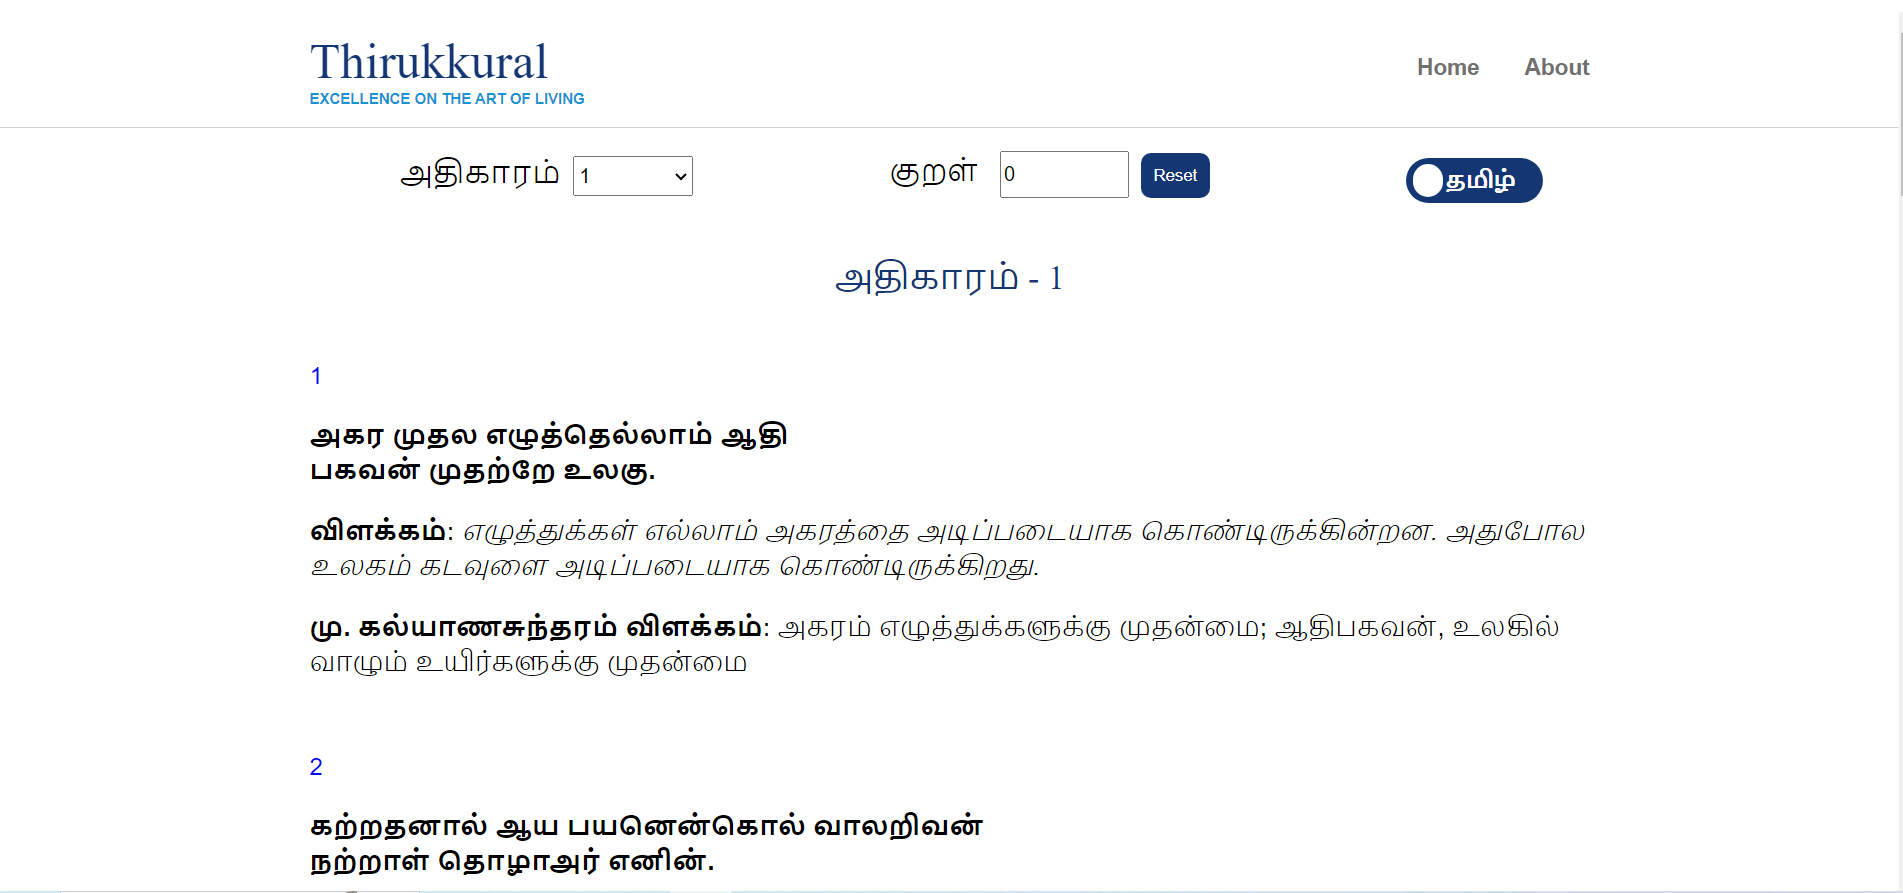 Thirukkural
EXCELLENCE ON THE ART OF LIVING
Home About
அதிகாரம் 1
குறள் 0 Reset
தமிழ்
அதிகாரம் - 1
1
அகர முதல எழுத்தெல்லாம் ஆதி
பகவன் முதற்றே உலகு.
விளக்கம்: எழுத்துக்கள் எல்லாம் அகரத்தை அடிப்படையாக கொண்டிருக்கின்றன. அதுபோல
உலகம் கடவுளை அடிப்படையாக கொண்டிருக்கிறது.
மு. கல்யாணசுந்தரம் விளக்கம்: அகரம் எழுத்துக்களுக்கு முதன்மை; ஆதிபகவன், உலகில்
வாழும் உயிர்களுக்கு முதன்மை
2
கற்றதனால் ஆய பயனென்கொல் வாலறிவன்
நற்றாள் தொழாஅர் எனின்.